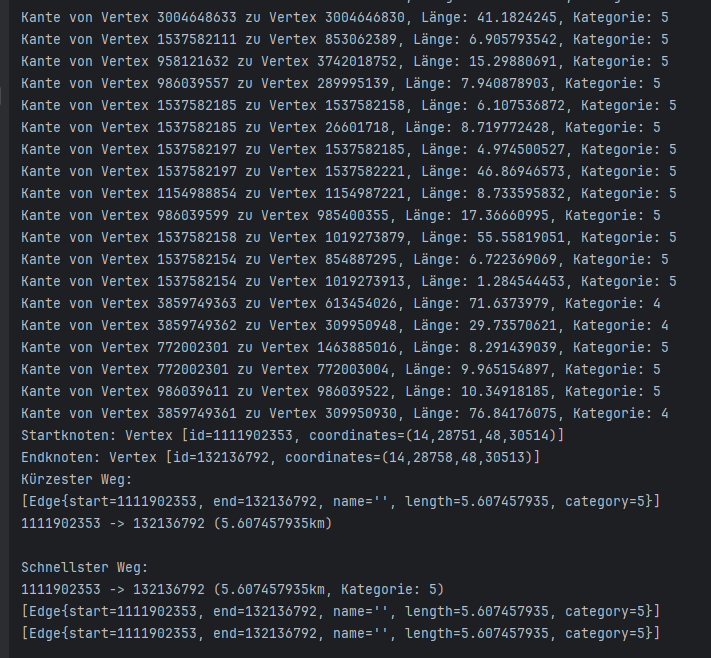 Kante von Vertex 3004648633 zu Vertex 3004646830, Länge: 41.1824245, Kategorie: 5
Kante von Vertex 1537582111 zu Vertex 853062389, Länge: 6.905793542, Kategorie: 5
Kante von Vertex 958121632 zu Vertex 3742018752, Länge: 15.29880691, Kategorie: 5
Kante von Vertex 986039557 zu Vertex 289995139, Länge: 7.940878903, Kategorie: 5
Kante von Vertex 1537582185 zu Vertex 1537582158, Länge: 6.107536872, Kategorie: 5
Kante von Vertex 1537582185 zu Vertex 26601718, Länge: 8.719772428, Kategorie: 5
Kante von Vertex 1537582197 zu Vertex 1537582185, Länge: 4.974500527, Kategorie: 5
Kante von Vertex 1537582197 zu Vertex 1537582221, Länge: 46.86946573, Kategorie: 5
Kante von Vertex 1154988854 zu Vertex 1154987221, Länge: 8.733595832, Kategorie: 5
Kante von Vertex 986039599 zu Vertex 985400355, Länge: 17.36660995, Kategorie: 5
Kante von Vertex 1537582158 zu Vertex 1019273879, Länge: 55.55819051, Kategorie: 5
Kante von Vertex 1537582154 zu Vertex 854887295, Länge: 6.722369069, Kategorie: 5
Kante von Vertex 1537582154 zu Vertex 1019273913, Länge: 1.284544453, Kategorie: 5
Kante von Vertex 3859749363 zu Vertex 613454026, Länge: 71.6373979, Kategorie: 4
Kante von Vertex 3859749362 zu Vertex 309950948, Länge: 29.73570621, Kategorie: 4
Kante von Vertex 772002301 zu Vertex 1463885016, Länge: 8.291439039, Kategorie: 5
Kante von Vertex 772002301 zu Vertex 772003004, Länge: 9.965154897, Kategorie: 5
Kante von Vertex 986039611 zu Vertex 986039522, Länge: 10.34918185, Kategorie: 5
Kante von Vertex 3859749361 zu Vertex 309950930, Länge: 76.84176075, Kategorie: 4
Startknoten: Vertex [id=1111902353, coordinates=(14,28751,48,30514)]
Endknoten: Vertex [id=132136792, coordinates=(14,28758,48,30513)]
Kürzester Weg:
[Edge{start=1111902353, end=132136792, name='', length=5.607457935, category=5}]
1111902353 -> 132136792 (5.607457935km)
Schnellster Weg:
1111902353 -> 132136792 (5.607457935km, Kategorie: 5)
[Edge{start=1111902353, end=132136792, name='', length=5.607457935, category=5}]
[Edge{start=1111902353, end=132136792, name='', length=5.607457935, category=5}]